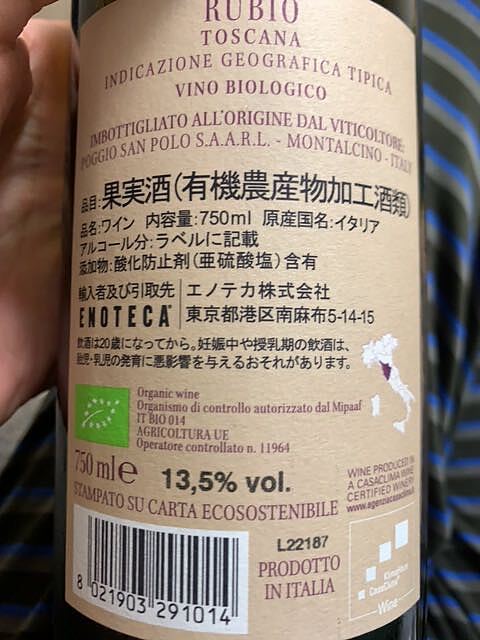 RUBIO
TOSCANA
INDICAZIONE GEOGRAFICA TIPICA
VINO BIOLOGICO
IMBOTTIGLIATO ALL'ORIGINE DAL VITICOLTORE:
POGGIO SAN POLO S.A.A.R.L. - MONTALCINO - ITALY
品目:果実酒(有機農産物加工酒類)
品名:ワイン 内容量:750ml 原産国名:イタリア
アルコール分:ラベルに記載
添加物:酸化防止剤(亜硫酸塩)含有
輸入者及び引取先 エノテカ株式会社
ENOTECA 東京都港区南麻布5-14-15
飲酒は20歳になってから。妊娠中や授乳期の飲酒は、
胎児・乳児の発育に悪影響を与えるおそれがあります。
Organic wine
Organismo di controllo autorizzato dal Mipaaf
IT BIO 014
AGRICOLTURA UE
Operatore controllato n. 11964
750 ml e 13,5% vol.
STAMPATO SU CARTA ECOSOSTENIBILE
WINE PRODUCED IN
A CASACLIMA WINE
CERTIFIED WINERY
www.agenziacasaclima.it
L22187
PRODOTTO
IN ITALIA
8 021903 291014
KlimaHaus
CasaClima
Wine